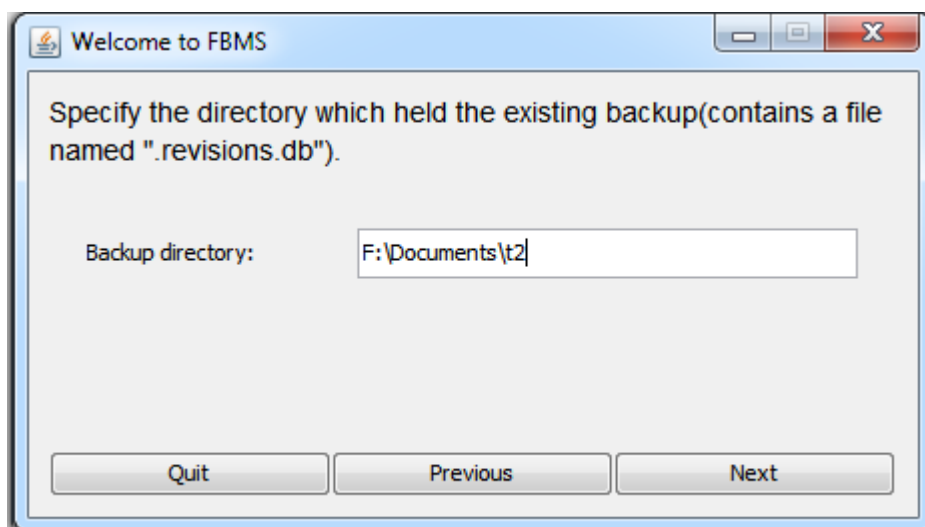 Welcome to FBMS
Specify the directory which held the existing backup(contains a file
named ".revisions.db").
Backup directory:
F:\Documents\t2
Quit
Previous
Next